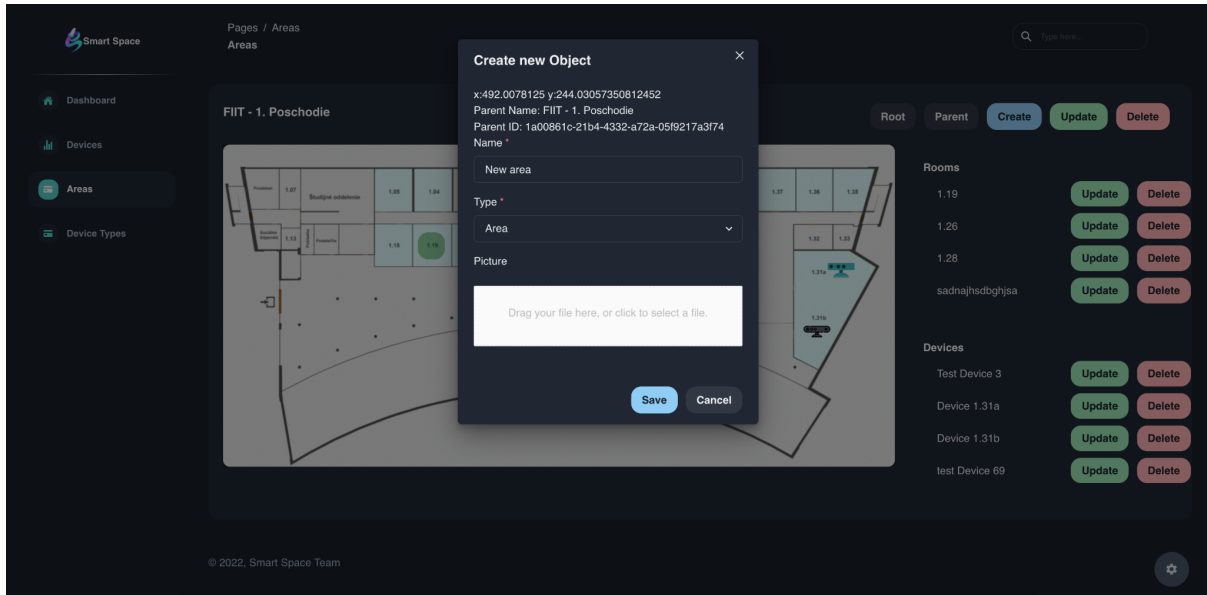 Smart Space
Pages / Areas
Areas
Type here...
Dashboard
Devices
Areas
Device Types
FIIT - 1. Poschodie
Root
Parent
Create
Update
Delete
1.07
Študijné oddelenie
1.05
1.04
1.37
1.36
1.35
1.13
1.18
1.19
1.32
1.33
1.31a
1.31b
Create new Object
x:492.0078125 y:244.03057350812452
Parent Name: FIIT - 1. Poschodie
Parent ID: 1a00861c-21b4-4332-a72a-05f9217a3f74
Name *
New area
Type *
Area
Picture
Drag your file here, or click to select a file.
Save
Cancel
Rooms
1.19 Update Delete
1.26 Update Delete
1.28 Update Delete
sadnajhsdbghjsa Update Delete
Devices
Test Device 3 Update Delete
Device 1.31a Update Delete
Device 1.31b Update Delete
test Device 69 Update Delete
© 2022, Smart Space Team